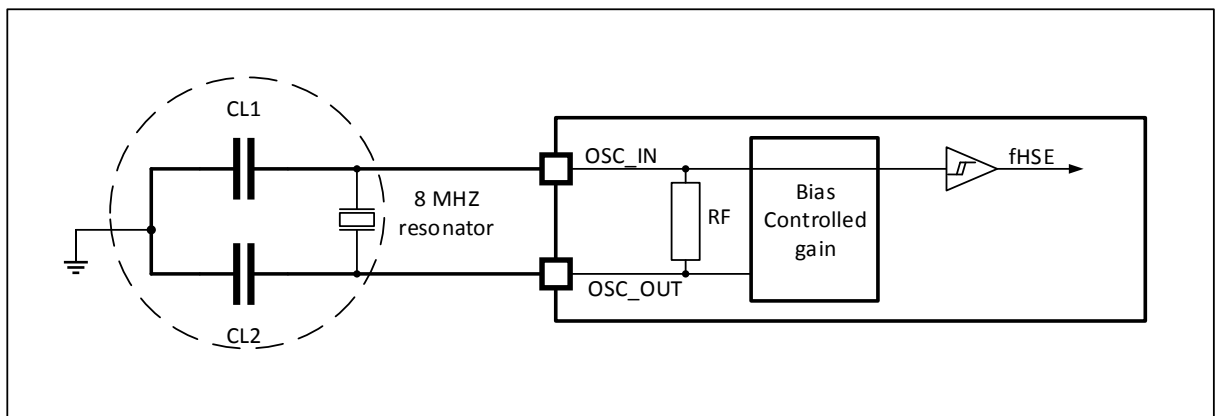 CL1
8 MHZ
resonator
CL2
OSC_IN
RF
OSC_OUT
Bias
Controlled
gain
fHSE